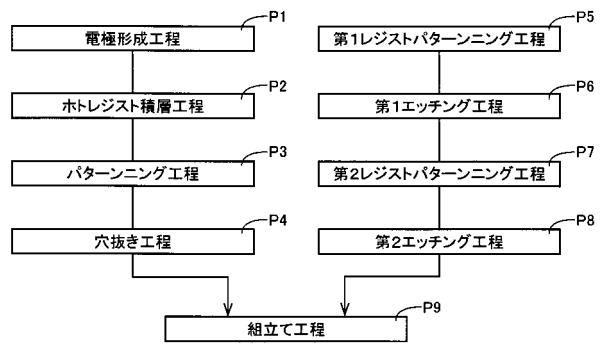 P1
電極形成工程
P2
ホトレジスト積層工程
P3
パターンニング工程
P4
穴抜き工程
P5
第1レジストパターンニング工程
P6
第1エッチング工程
P7
第2レジストパターンニング工程
P8
第2エッチング工程
P9
組立て工程